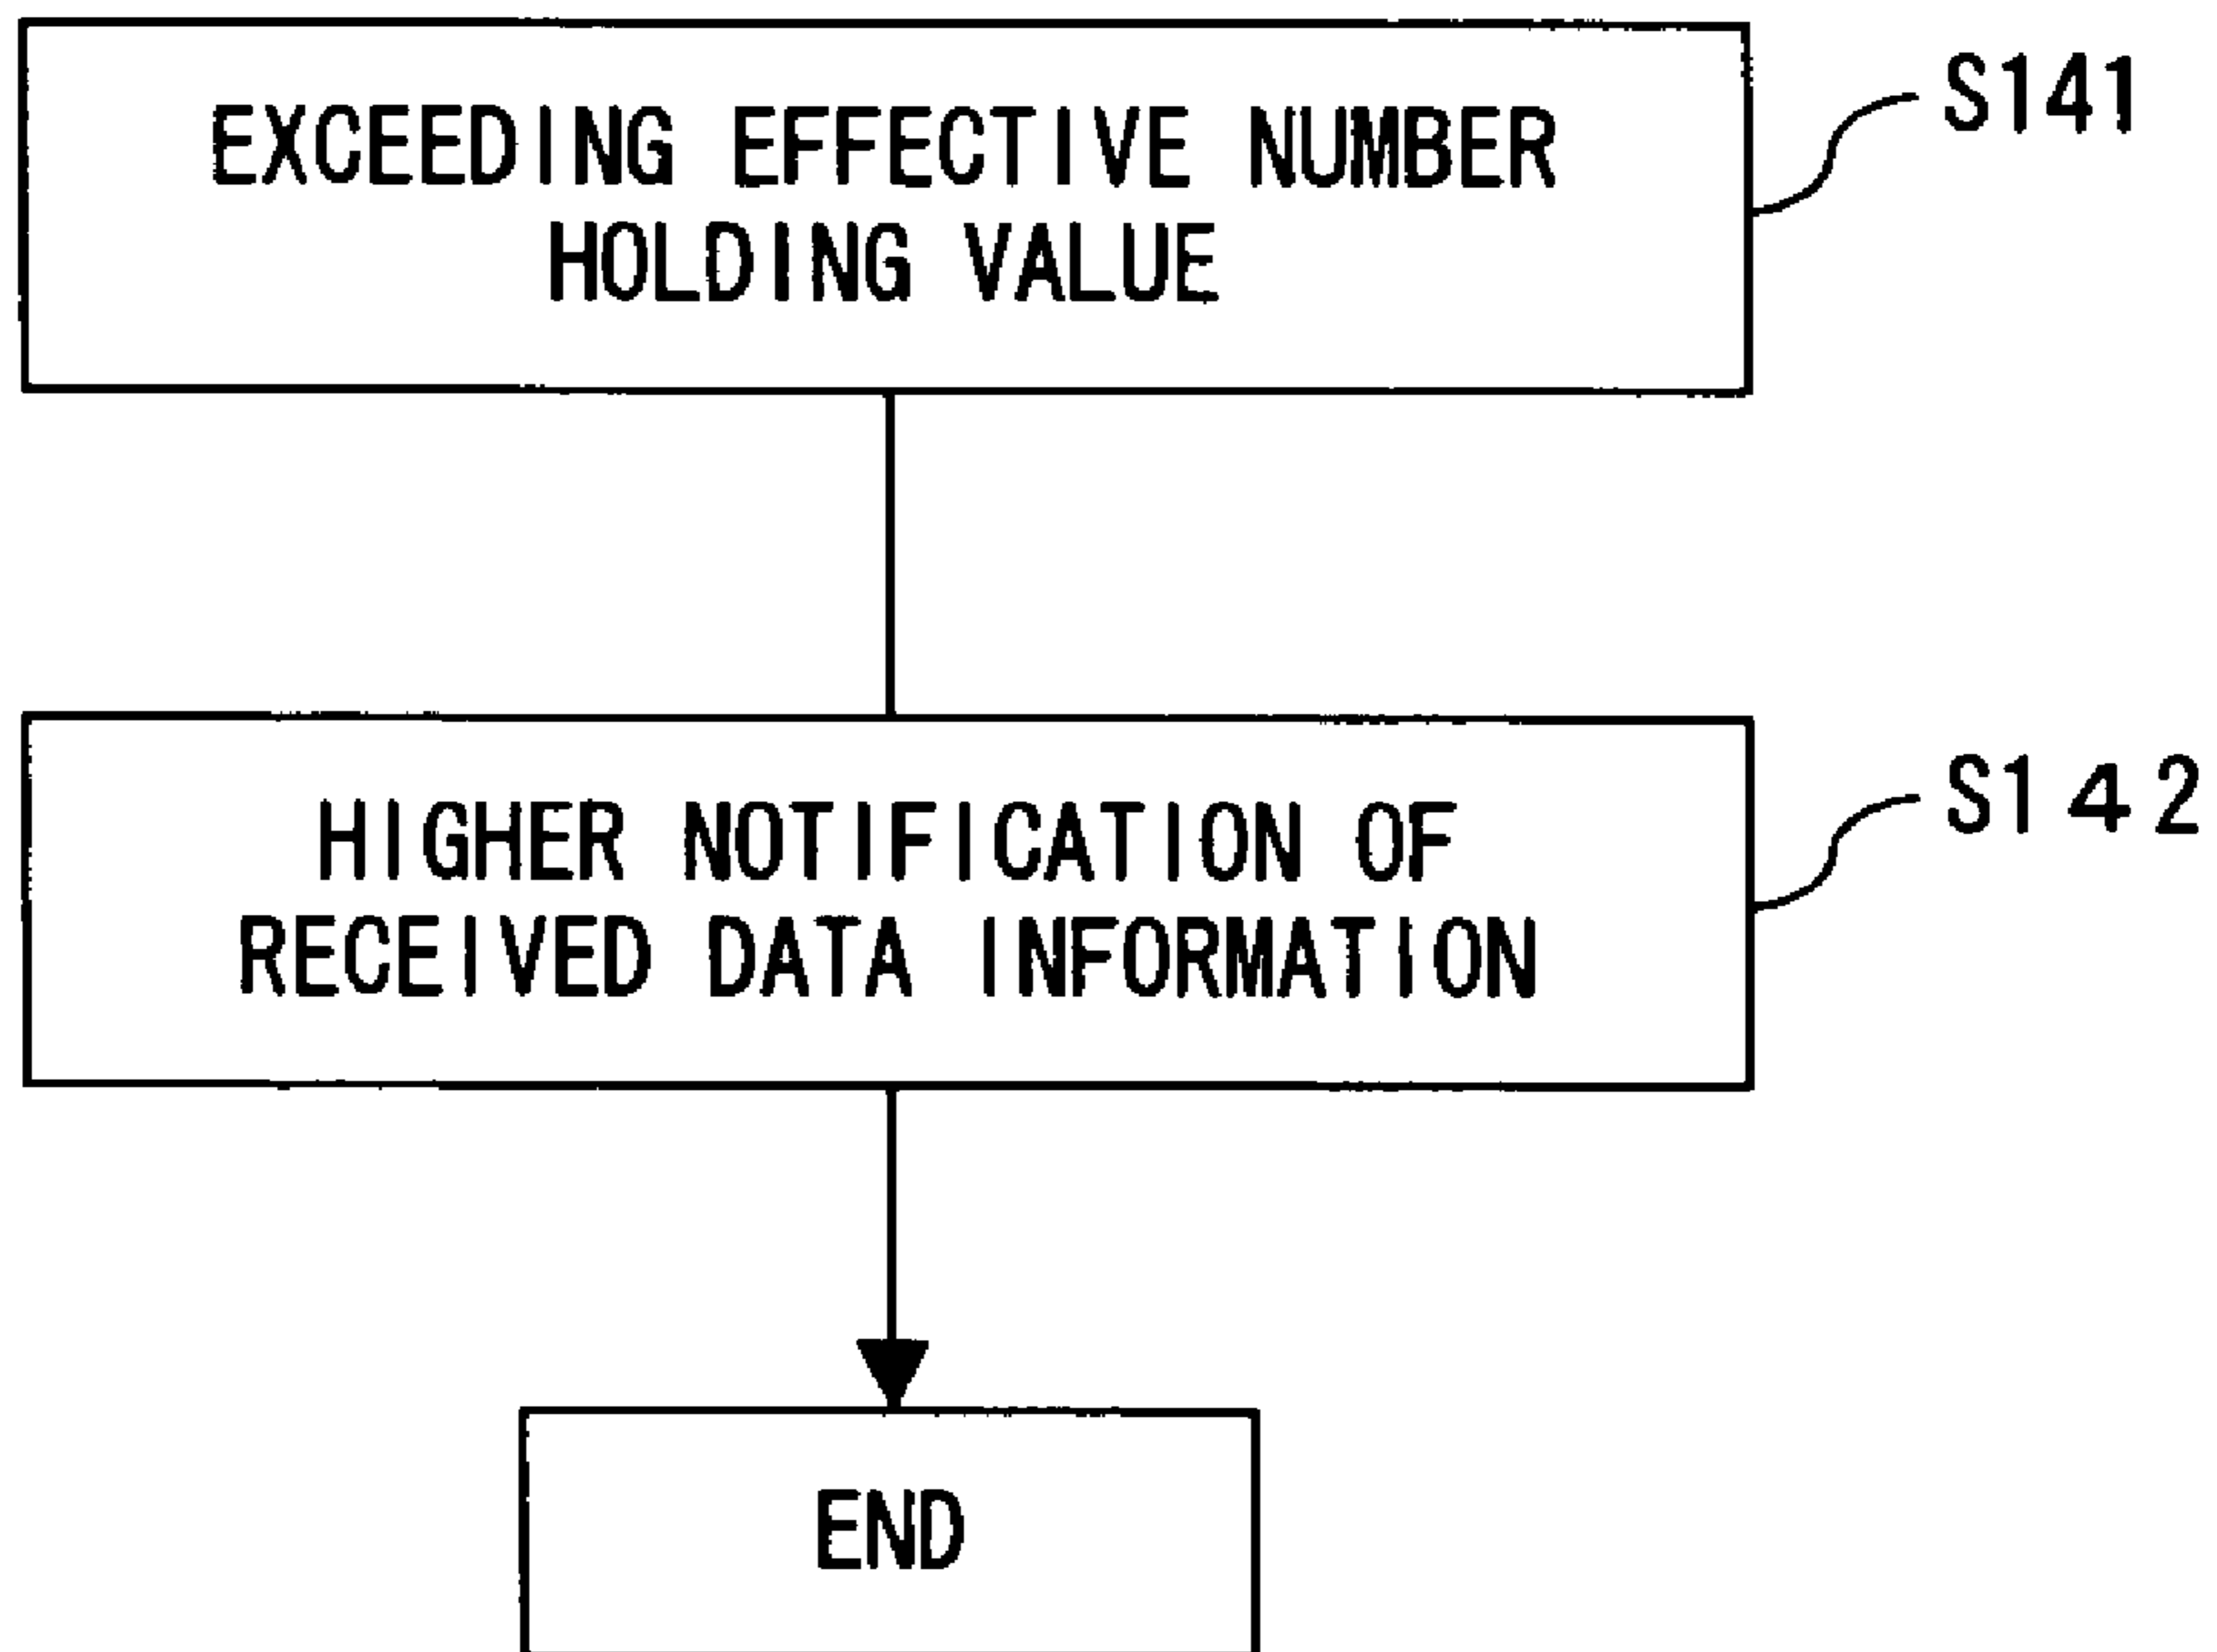 EXCEEDING EFFECTIVE NUMBER
HOLDING VALUE
S141
HIGHER NOTIFICATION OF
RECEIVED DATA INFORMATION
S142
END